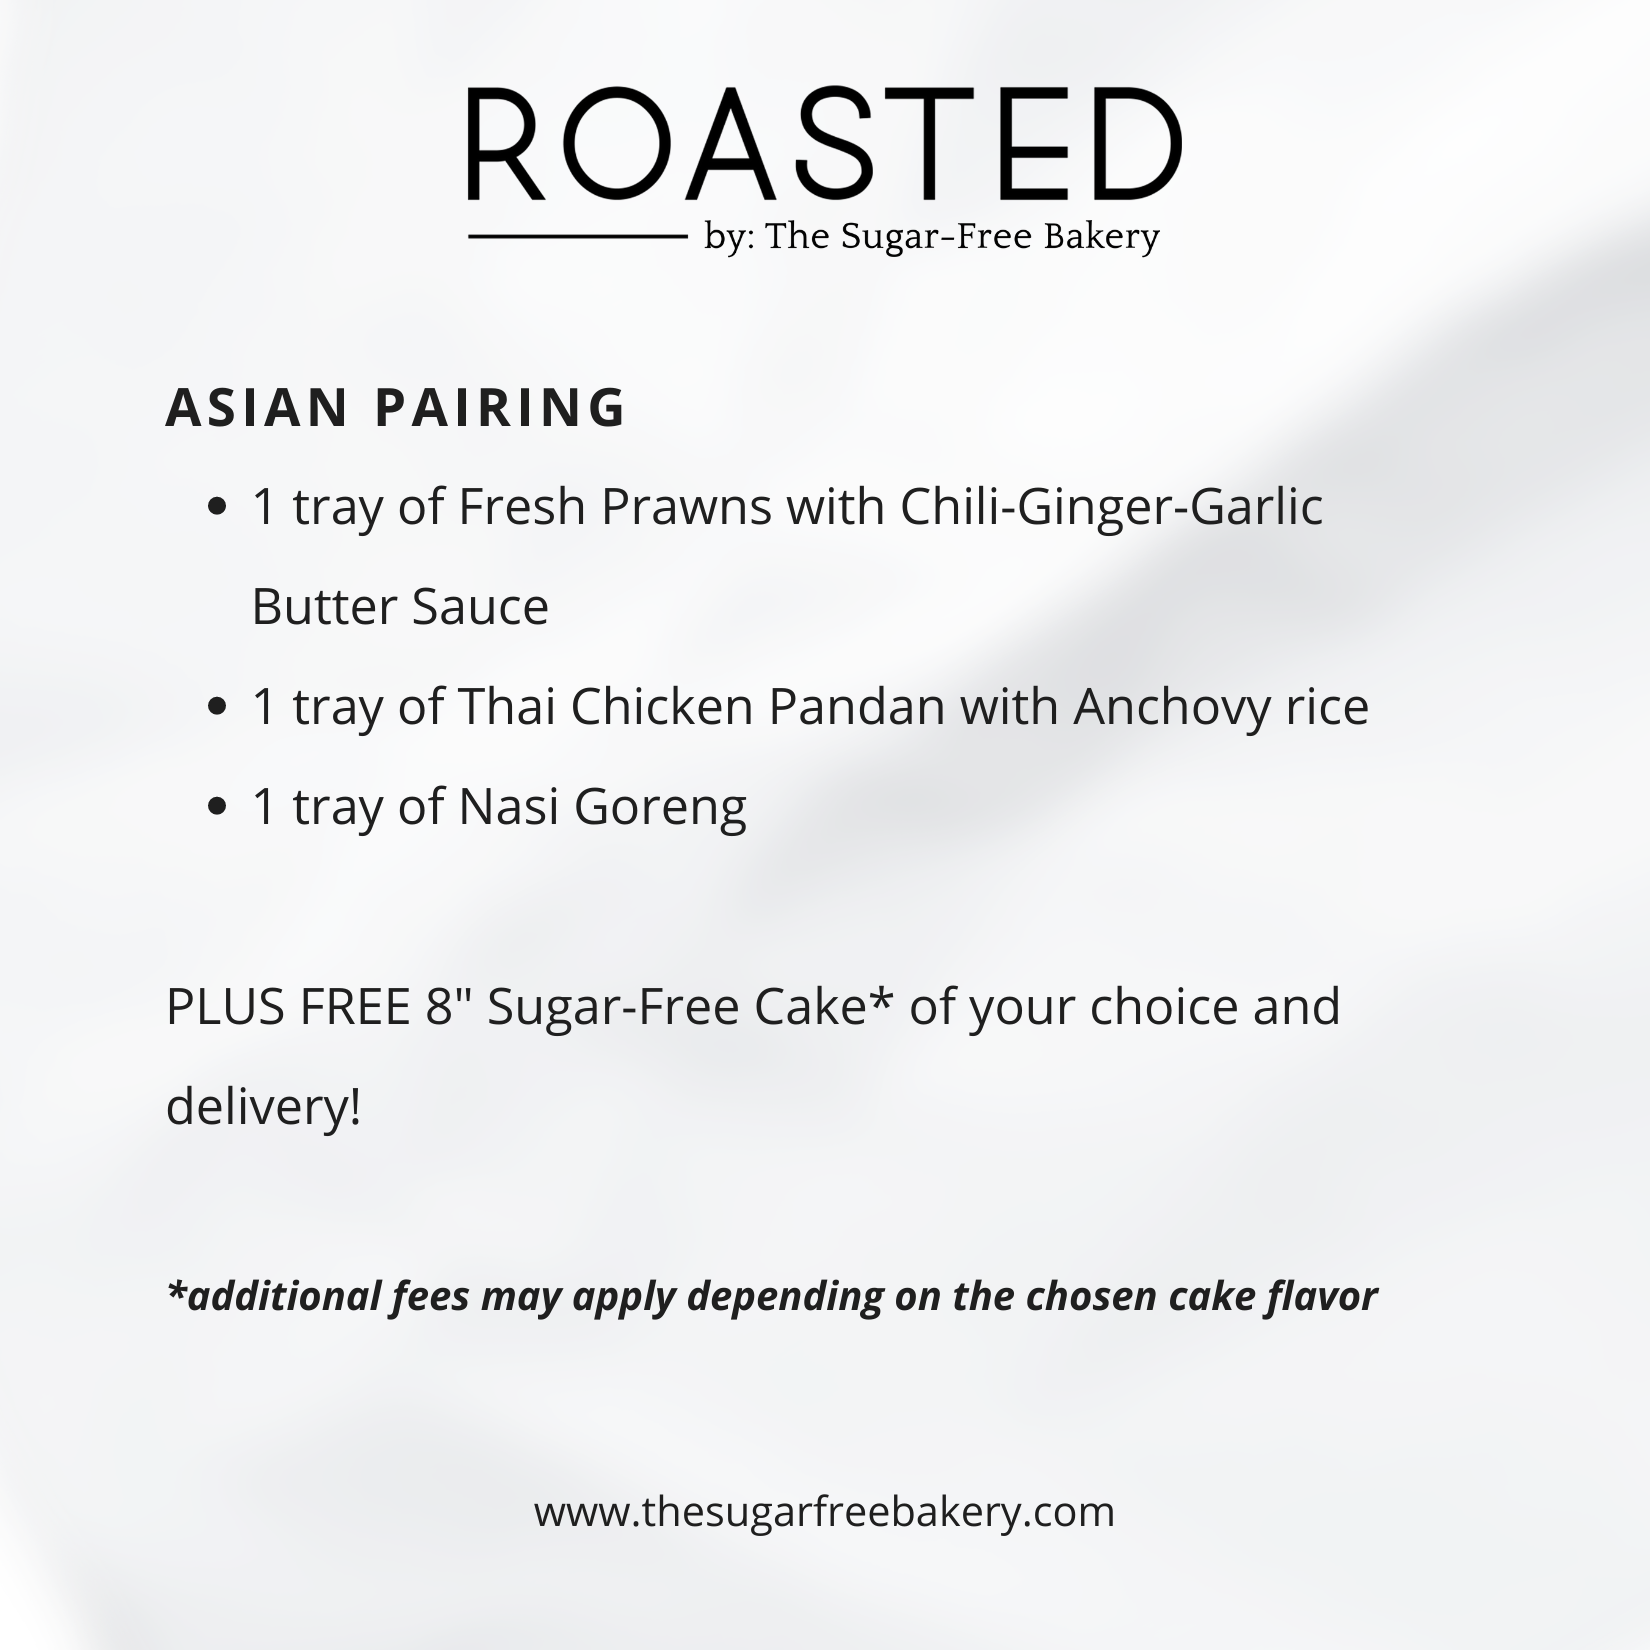 ROASTED
by: The Sugar-Free Bakery
ASIAN PAIRING
• 1 tray of Fresh Prawns with Chili-Ginger-Garlic
Butter Sauce
• 1 tray of Thai Chicken Pandan with Anchovy rice
• 1 tray of Nasi Goreng
PLUS FREE 8" Sugar-Free Cake* of your choice and
delivery!
*additional fees may apply depending on the chosen cake flavor
www.thesugarfreebakery.com